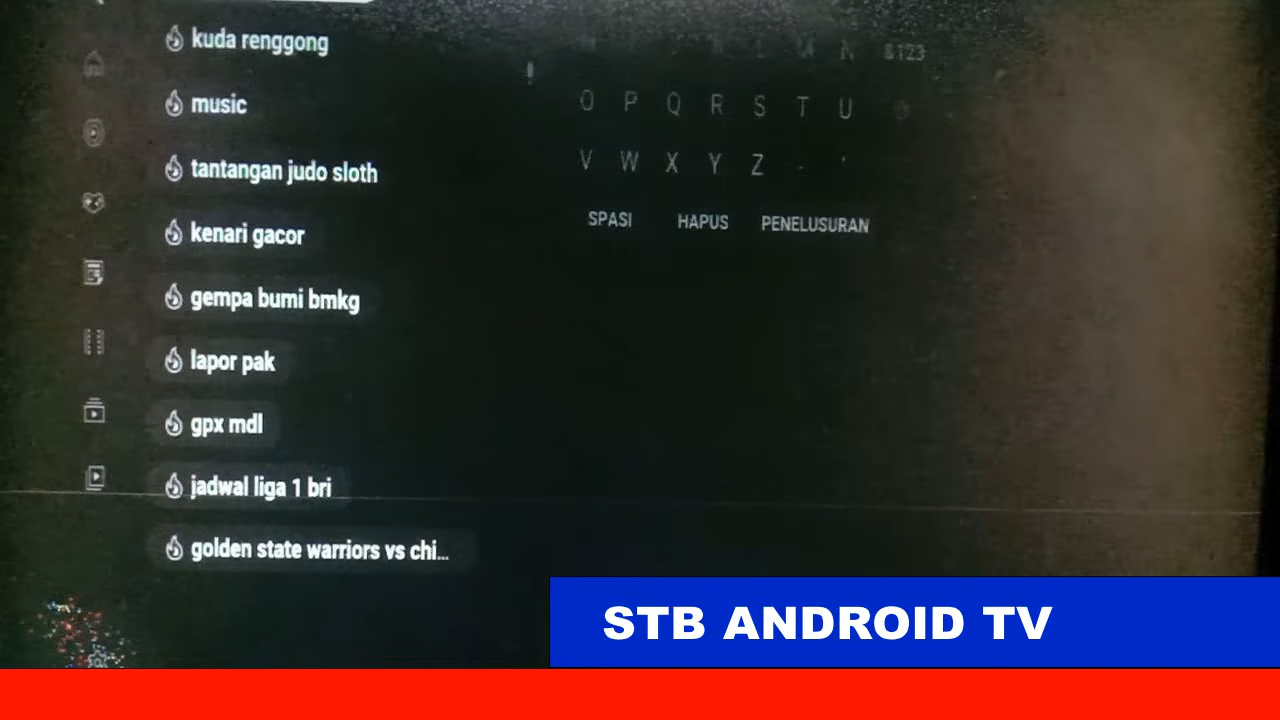 kuda renggong
music
tantangan judo sloth
kenari gacor
gempa bumi bmkg
lapor pak
gpx mdl
jadwal liga 1 bri
golden state warriors vs chi...
M N &123
O P Q R S T U
V W X Y Z - '
SPASI HAPUS PENELUSURAN
STB ANDROID TV